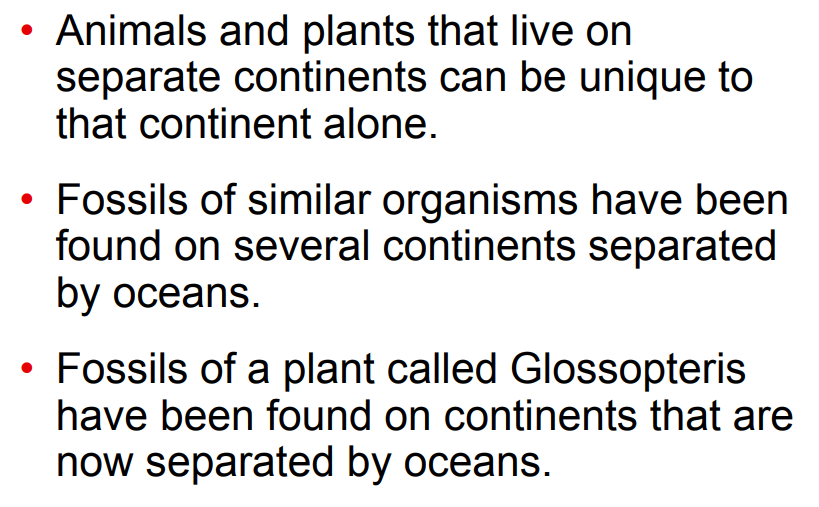 • Animals and plants that live on
separate continents can be unique to
that continent alone.
• Fossils of similar organisms have been
found on several continents separated
by oceans.
• Fossils of a plant called Glossopteris
have been found on continents that are
now separated by oceans.